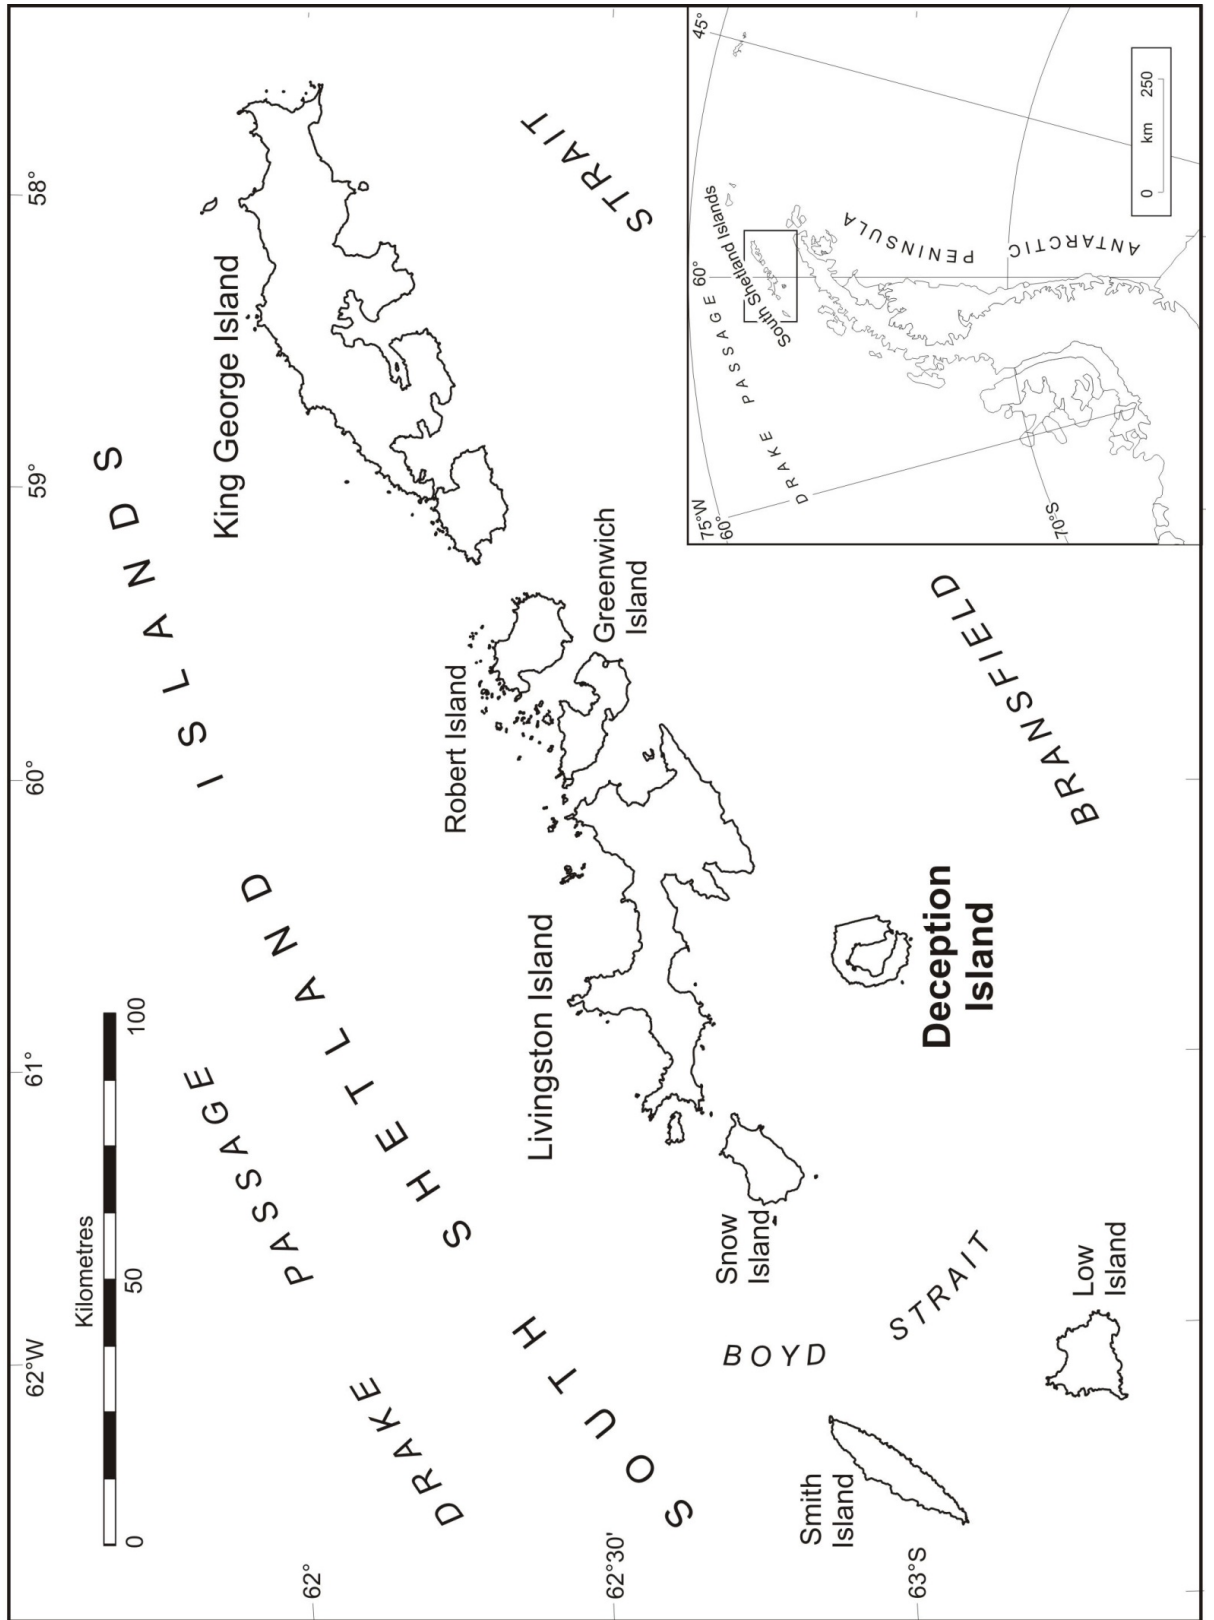 62°W
61°
60°
59°
58°
62°
62°30'
63°S
Kilometres
0
50
100
DRAKE PASSAGE
SOUTH SHETLAND ISLANDS
King George Island
Robert Island
Greenwich
Island
Livingston Island
Snow
Island
Smith
Island
Low
Island
Deception
Island
BOYD STRAIT
BRANSFIELD STRAIT
75°W
60°
60°
45°
70°S
DRAKE PASSAGE
South Shetland Islands
ANTARCTIC
PENINSULA
0
km
250